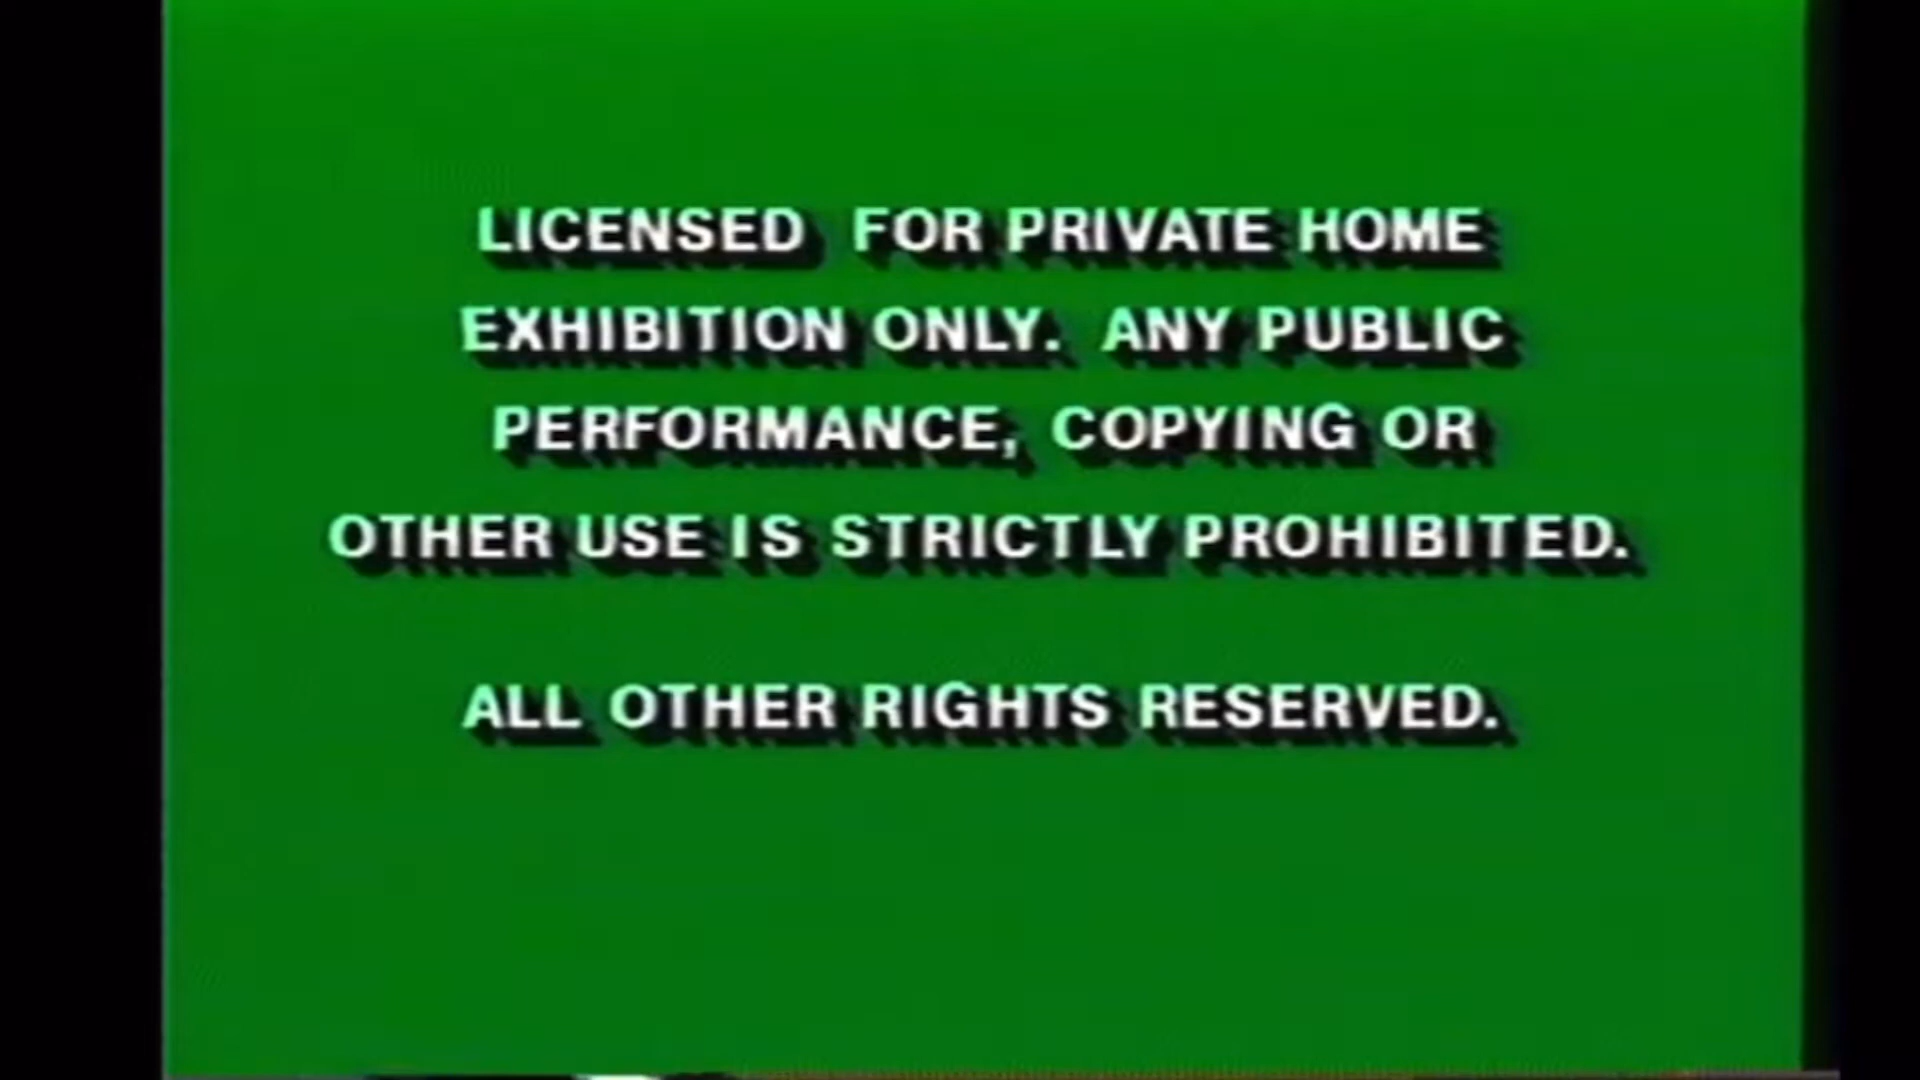 LICENSED FOR PRIVATE HOME
EXHIBITION ONLY. ANY PUBLIC
PERFORMANCE, COPYING OR
OTHER USE IS STRICTLY PROHIBITED.
ALL OTHER RIGHTS RESERVED.